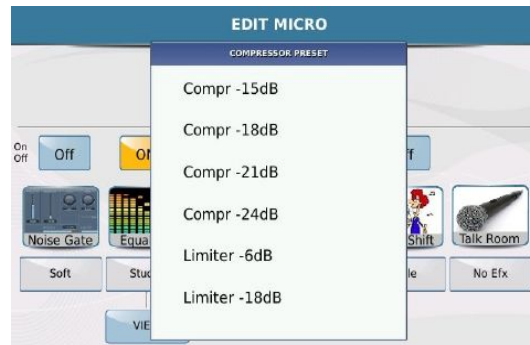 EDIT MICRO
COMPRESSOR PRESET
Compr -15dB
Compr -18dB
Compr -21dB
Compr -24dB
Limiter -6dB
Limiter -18dB
On
Off
Off
Noise Gate
Shift
Talk Room
Soft
No Efx